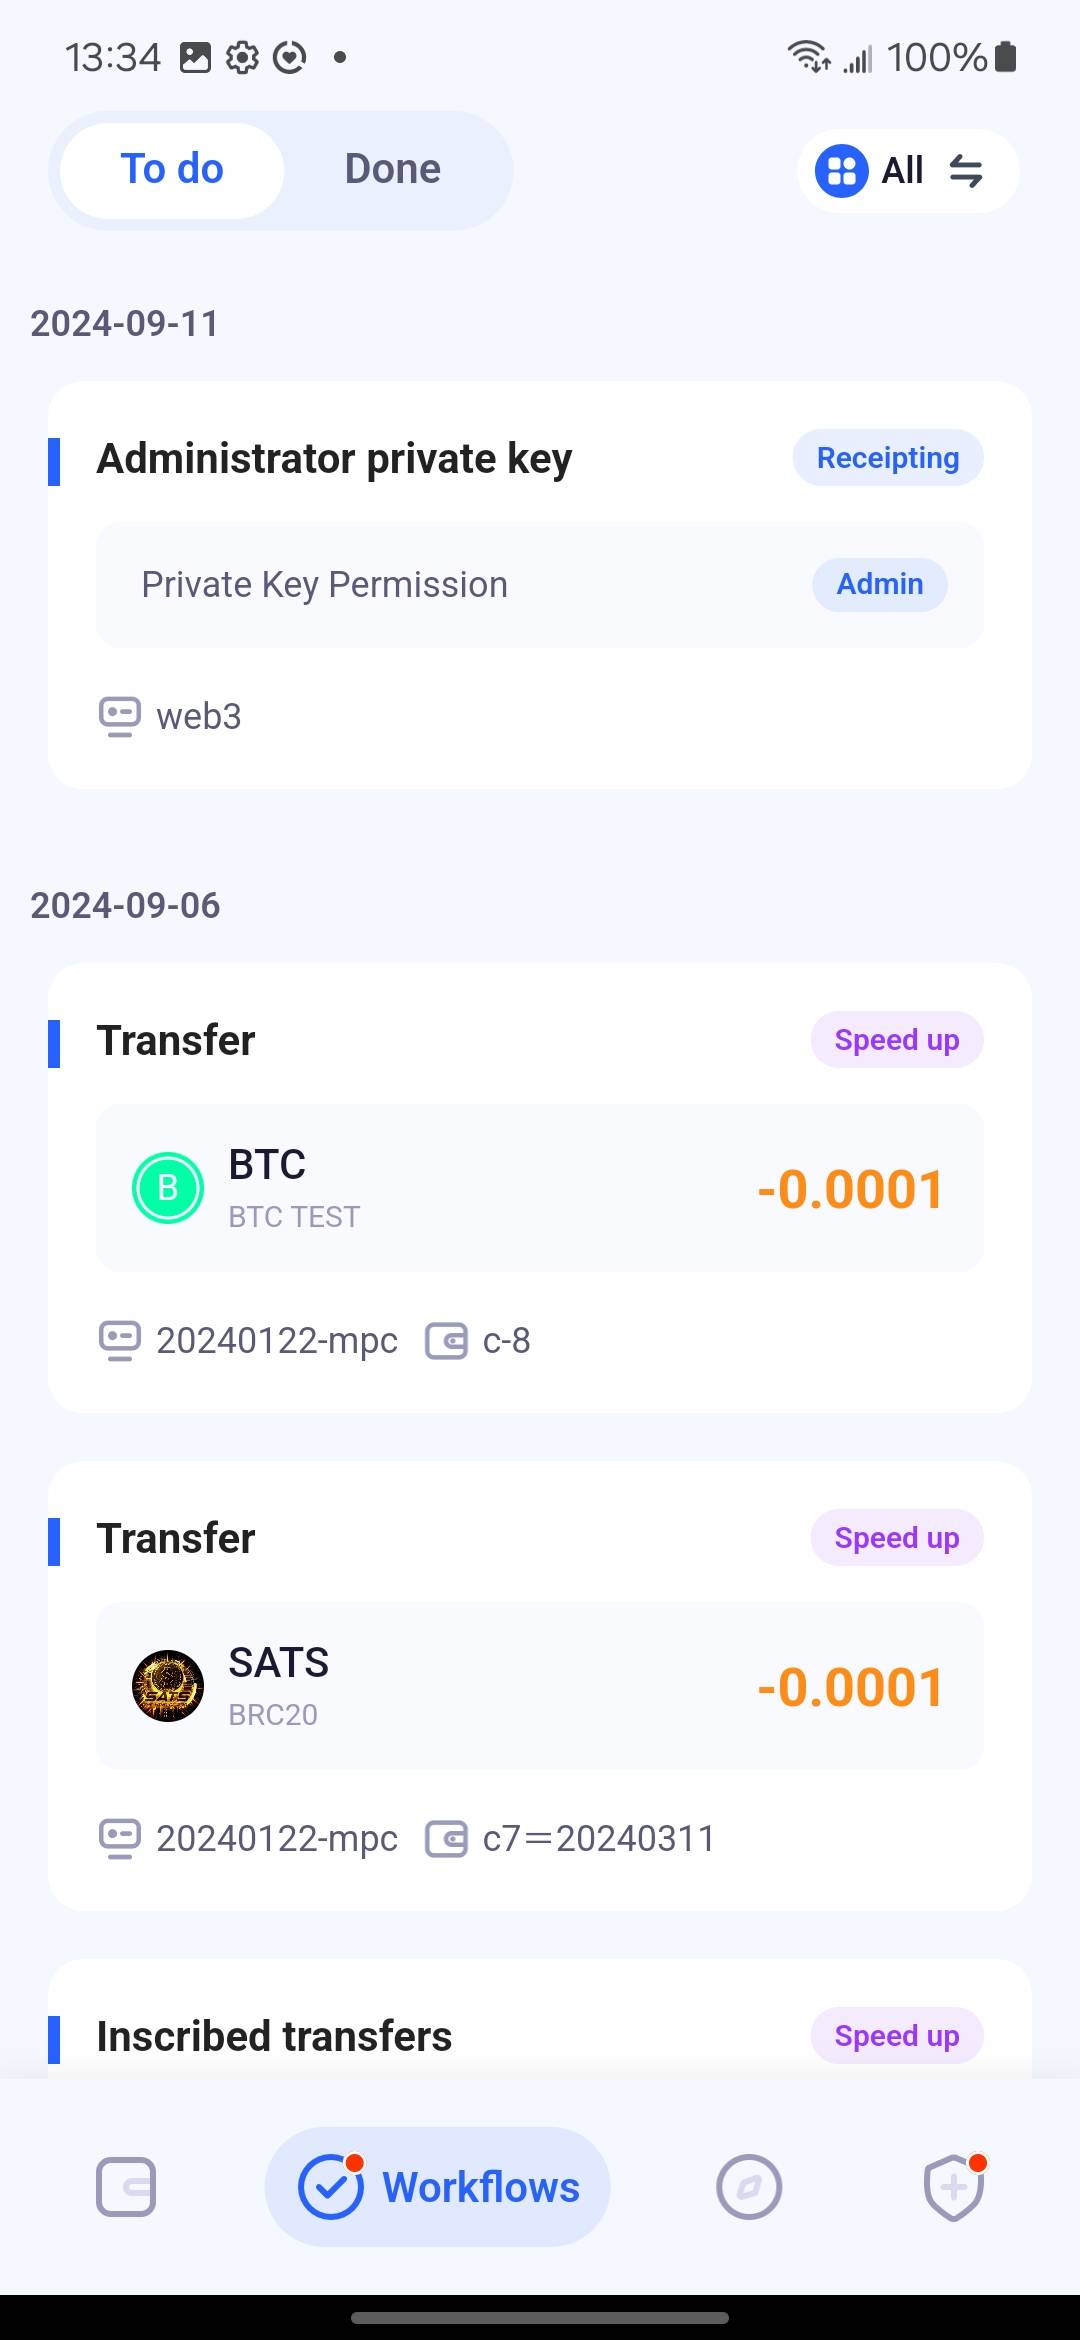 13:34
100%
To do
Done
All
2024-09-11
Administrator private key
Receipting
Private Key Permission
Admin
web3
2024-09-06
Transfer
Speed up
B
BTC
BTC TEST
-0.0001
20240122-mpc
c-8
Transfer
Speed up
SATS
SATS
BRC20
-0.0001
20240122-mpc
c7＝20240311
Inscribed transfers
Speed up
Workflows